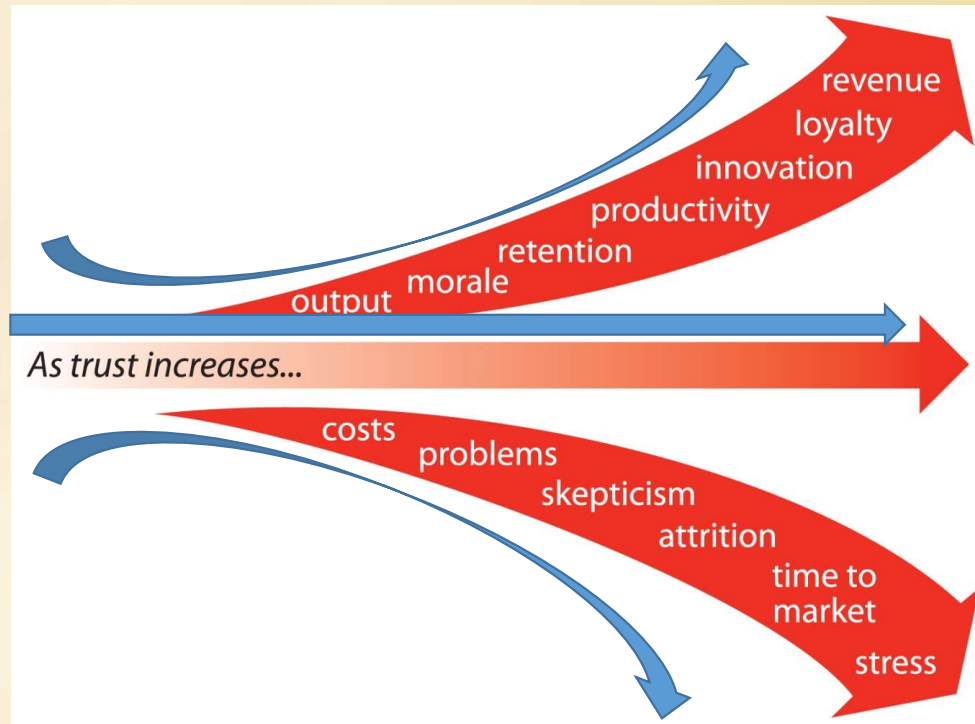 revenue
loyalty
innovation
productivity
retention
morale
output
As trust increases...
costs
problems
skepticism
attrition
time to
market
stress